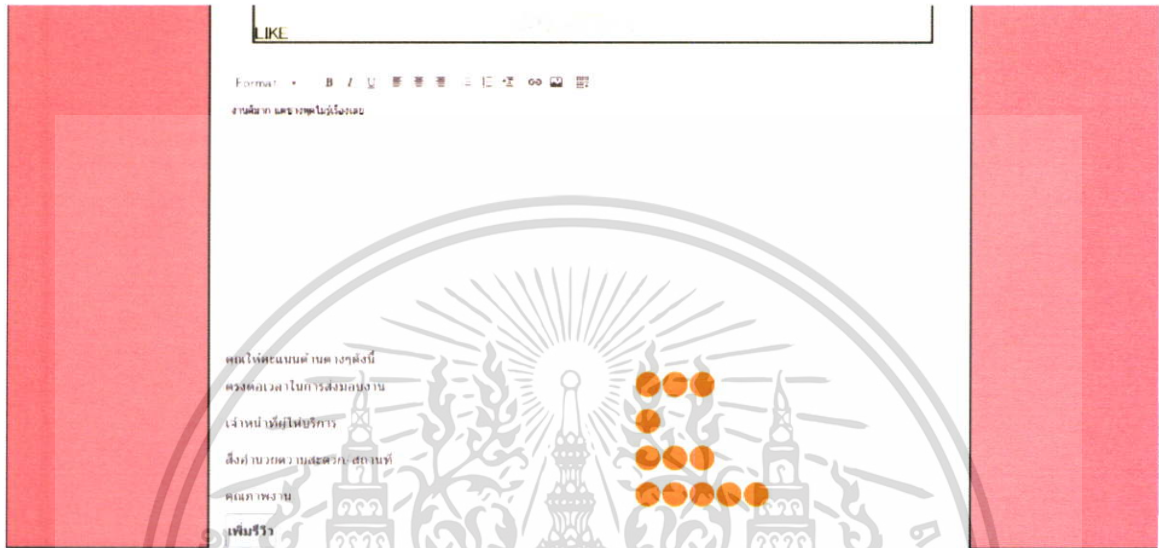 LIKE
Format B I U
งานดีมาก แต่ช่างพูดไม่รู้เรื่องเลย
คุณให้คะแนนด้านต่างๆดังนี้
ตรงต่อเวลาในการส่งมอบงาน
เจ้าหน้าที่ผู้ให้บริการ
สิ่งอำนวยความสะดวก/สถานที่
คุณภาพงาน
เพิ่มรีวิว